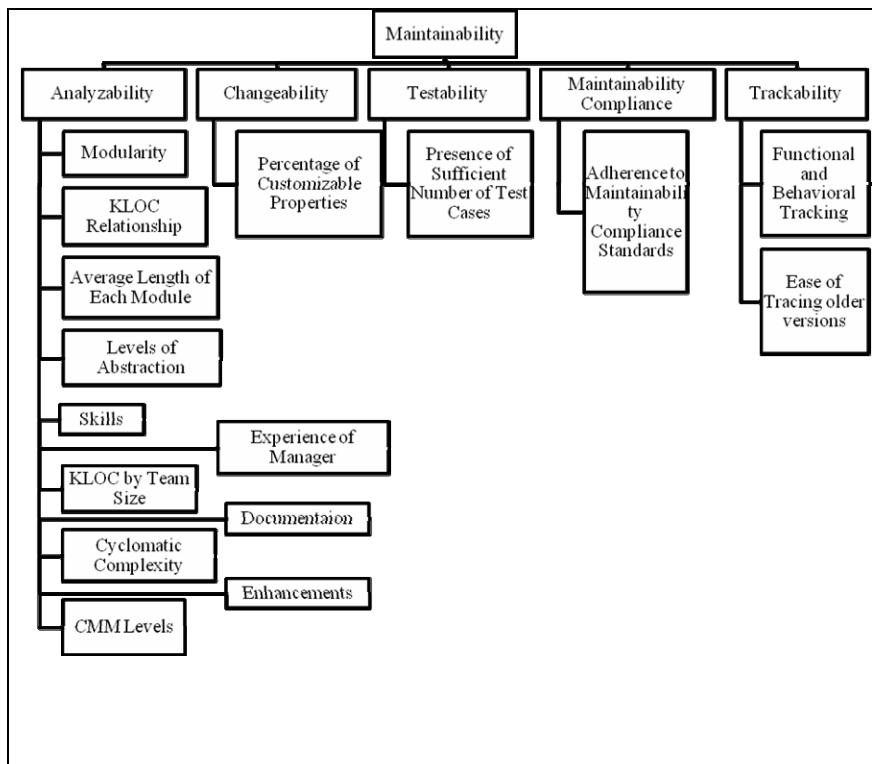 Maintainability
Analyzability
Changeability
Testability
Maintainability
Compliance
Trackability
Modularity
KLOC
Relationship
Average Length of
Each Module
Levels of
Abstraction
Skills
Experience of
Manager
KLOC by Team
Size
Documentaion
Cyclomatic
Complexity
Enhancements
CMM Levels
Percentage of
Customizable
Properties
Presence of
Sufficient
Number of Test
Cases
Adherence to
Maintainabili
ty
Compliance
Standards
Functional
and
Behavioral
Tracking
Ease of
Tracing older
versions